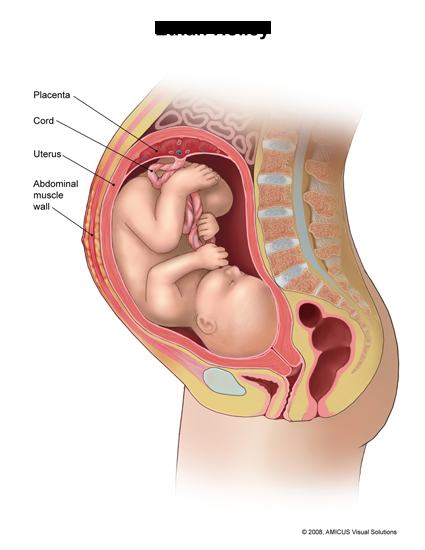 Placenta
Cord
Uterus
Abdominal
muscle
wall
© 2008, AMICUS Visual Solutions